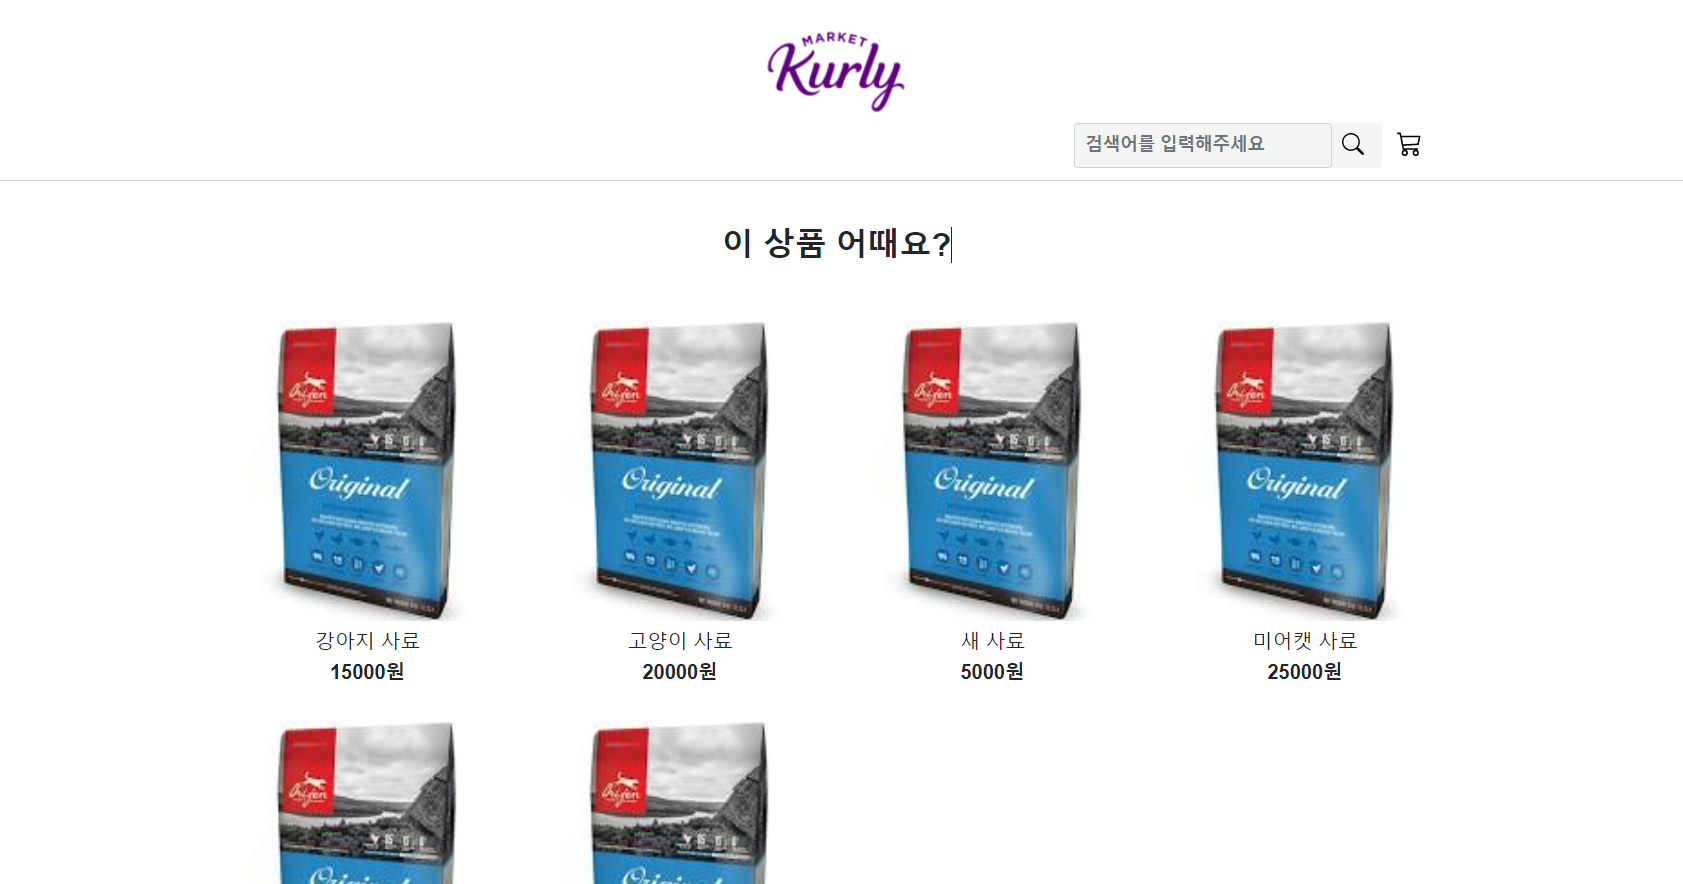 MARKET
Kurly
검색어를 입력해주세요
이 상품 어때요?
Orijen
Original
Orijen
Original
Orijen
Original
Orijen
Original
강아지 사료
15000원
고양이 사료
20000원
새 사료
5000원
미어캣 사료
25000원
Orijen
Original
Orijen
Original